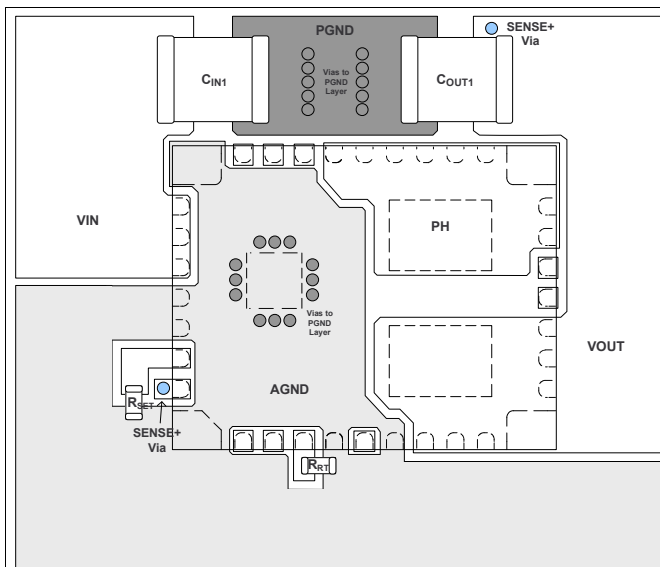 PGND
SENSE+
Via
CIN1
Vias to
PGND
Layer
COUT1
VIN
PH
Vias to
PGND
Layer
VOUT
AGND
RSET
SENSE+
Via
RRT